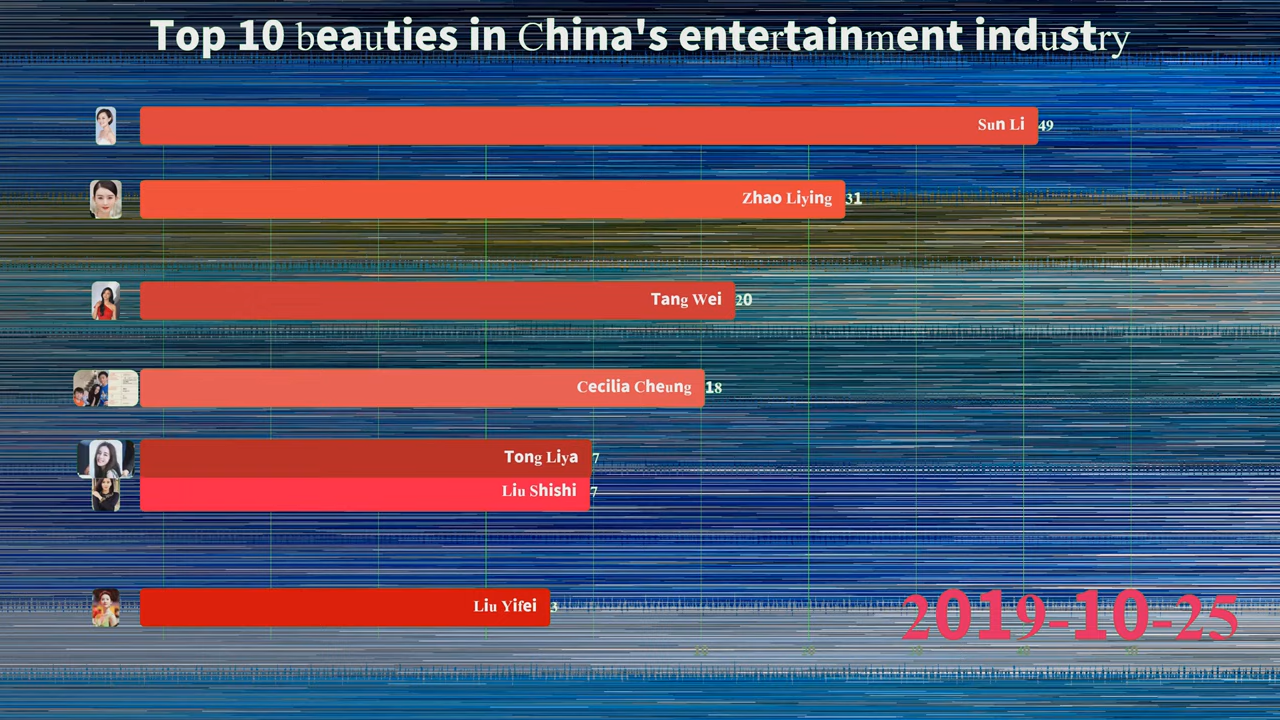 Top 10 beauties in China's entertainment industry
Sun Li 49
Zhao Liying 31
Tang Wei 20
Cecilia Cheung 18
Tong Liya 7
Liu Shishi 7
Liu Yifei 3
2019-10-25